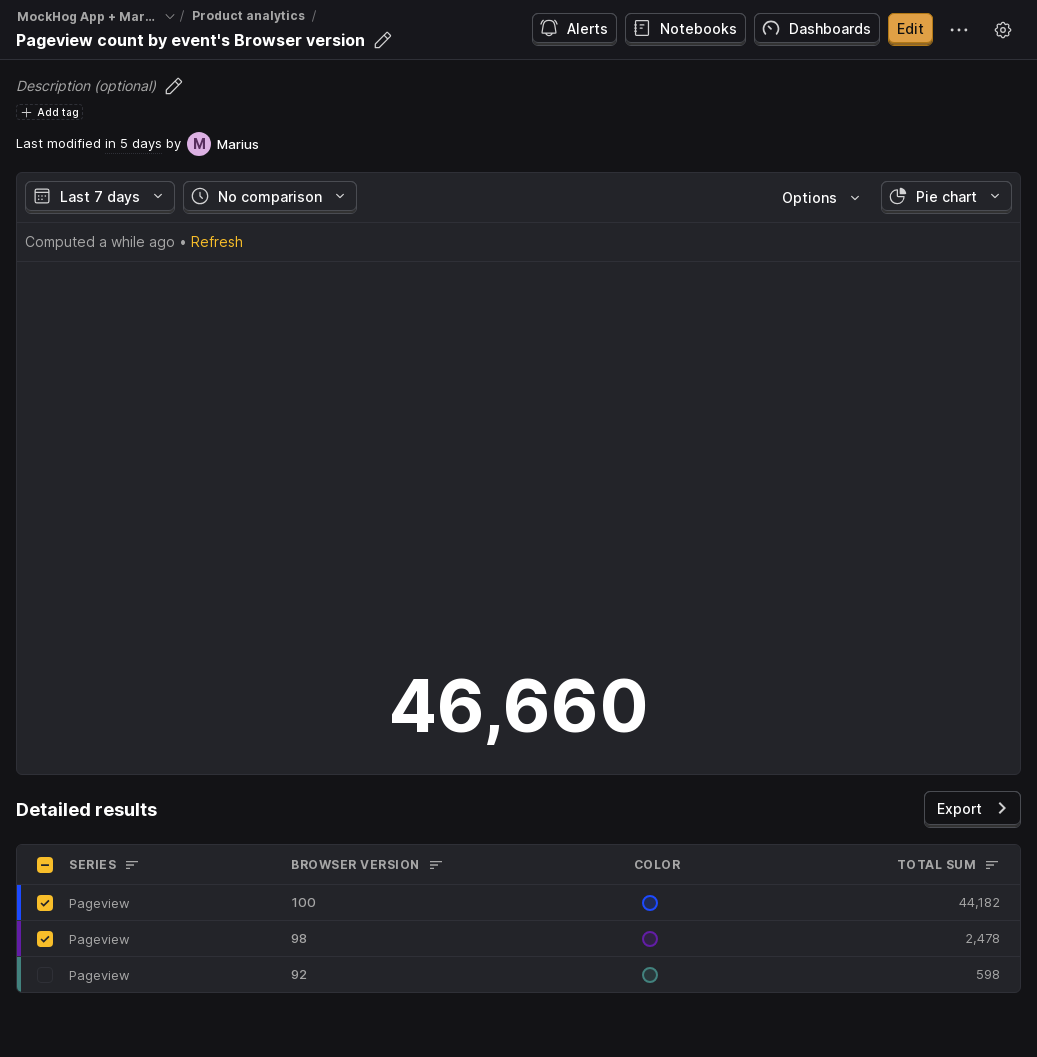 MockHog App + Mar... / Product analytics /
Pageview count by event's Browser version
Alerts Notebooks Dashboards Edit
Description (optional)
Add tag
Last modified in 5 days by M Marius
Last 7 days No comparison Options Pie chart
Computed a while ago • Refresh
46,660
Detailed results Export
SERIES BROWSER VERSION COLOR TOTAL SUM
Pageview 100 44,182
Pageview 98 2,478
Pageview 92 598